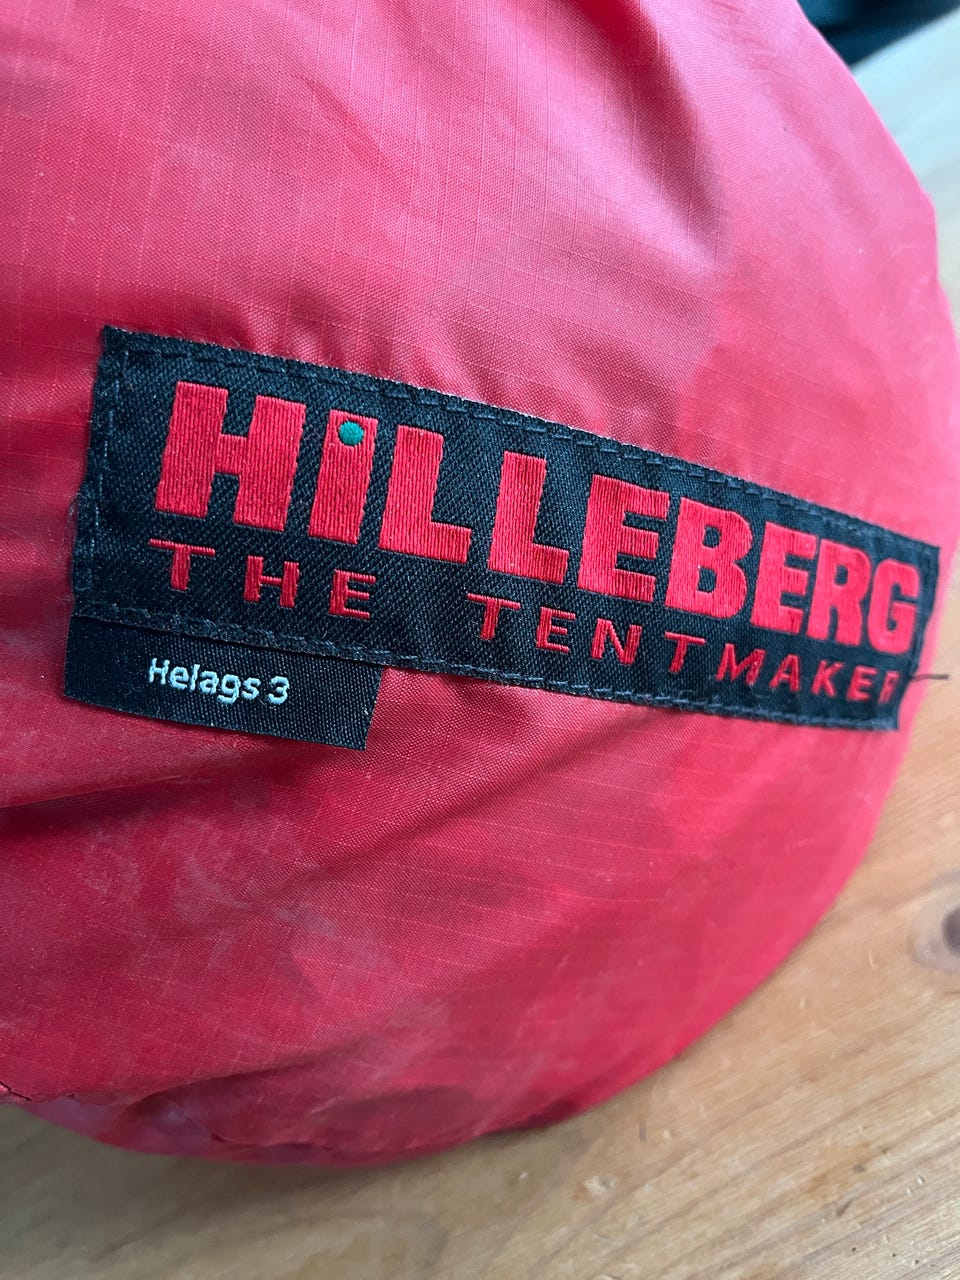 HiLLEBERG
THE TENTMAKER
Helags 3